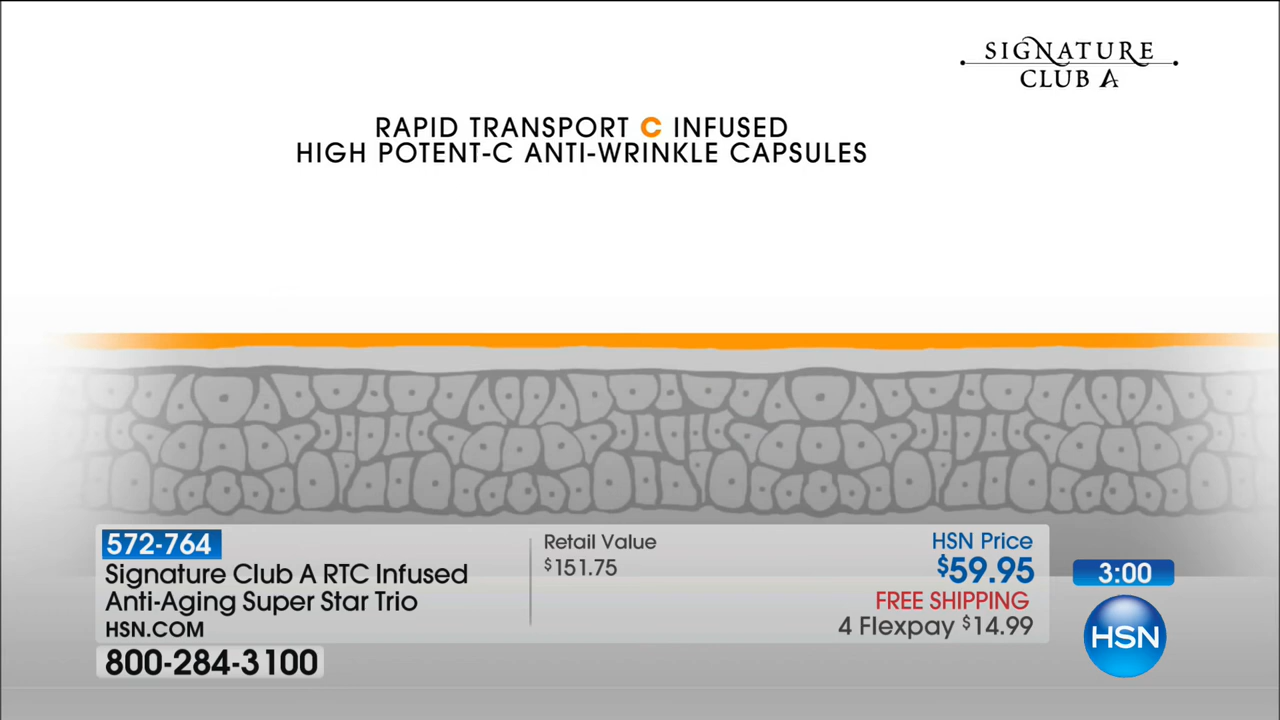 SIGNATURE
CLUB A
RAPID TRANSPORT C INFUSED
HIGH POTENT-C ANTI-WRINKLE CAPSULES
572-764
Signature Club A RTC Infused
Anti-Aging Super Star Trio
HSN.COM
800-284-3100
Retail Value
$151.75
HSN Price
$59.95
FREE SHIPPING
4 Flexpay $14.99
3:00
HSN